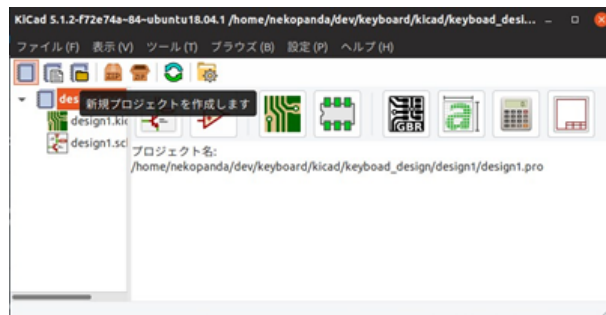 KiCad 5.1.2-f72e74a~84~ubuntu18.04.1 /home/nekopanda/dev/keyboard/kicad/keyboad_desi...
ファイル(F) 表示(V) ツール(T) ブラウズ(B) 設定(P) ヘルプ(H)
des
新規プロジェクトを作成します
design1.kic
design1.scl
GBR
a
プロジェクト名:
/home/nekopanda/dev/keyboard/kicad/keyboad_design/design1/design1.pro